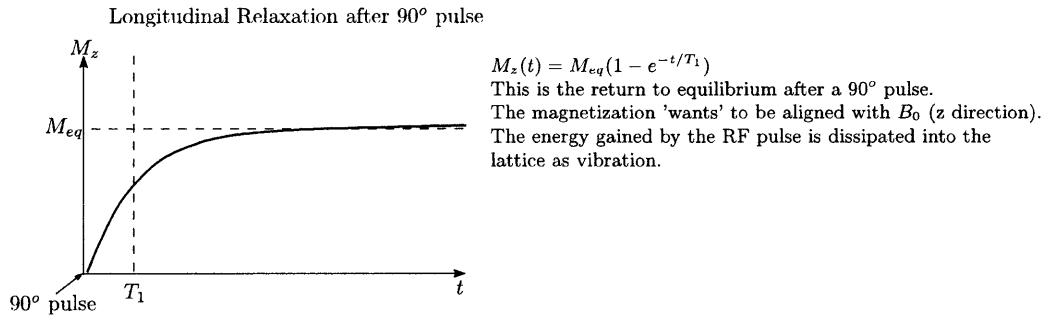 Longitudinal Relaxation after 90° pulse
M_z
M_eq
90° pulse
T_1
t
M_z(t) = M_eq(1 − e^{−t/T_1})
This is the return to equilibrium after a 90° pulse.
The magnetization 'wants' to be aligned with B_0 (z direction).
The energy gained by the RF pulse is dissipated into the
lattice as vibration.